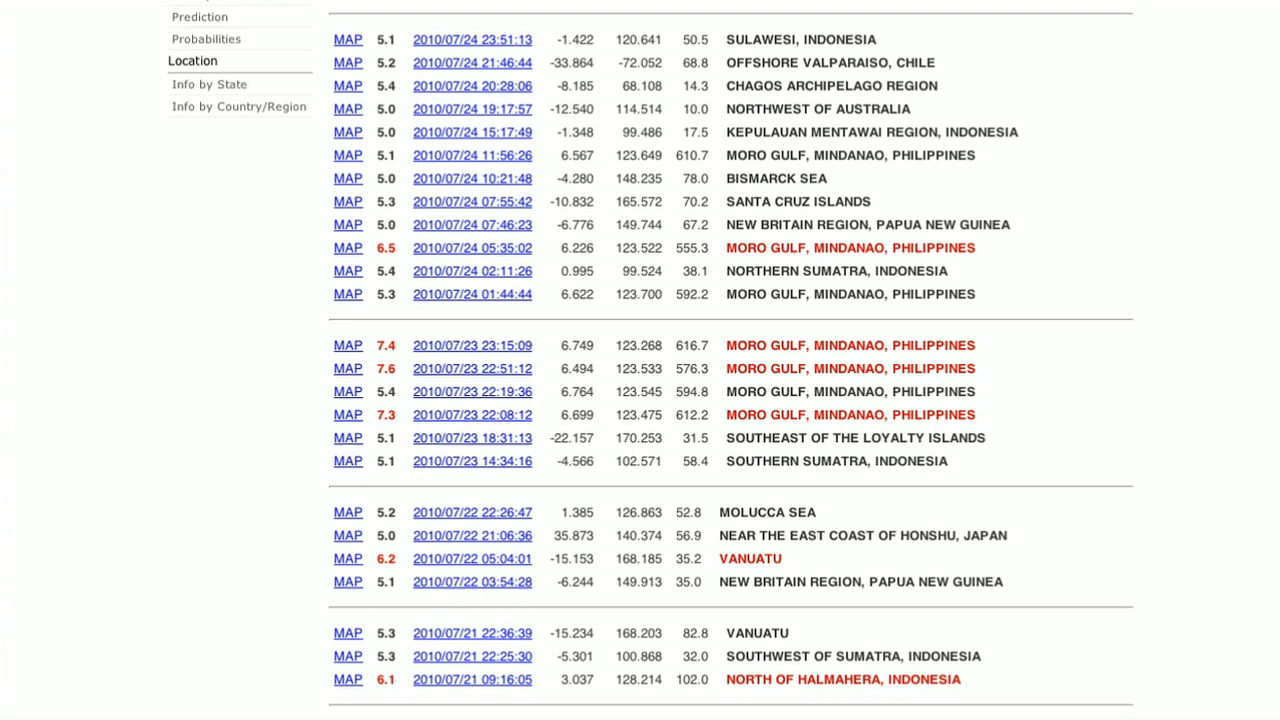 Prediction
Probabilities
Location
Info by State
Info by Country/Region
MAP 5.1 2010/07/24 23:51:13 -1.422 120.641 50.5 SULAWESI, INDONESIA
MAP 5.2 2010/07/24 21:46:44 -33.864 -72.052 68.8 OFFSHORE VALPARAISO, CHILE
MAP 5.4 2010/07/24 20:28:06 -8.185 68.108 14.3 CHAGOS ARCHIPELAGO REGION
MAP 5.0 2010/07/24 19:17:57 -12.540 114.514 10.0 NORTHWEST OF AUSTRALIA
MAP 5.0 2010/07/24 15:17:49 -1.348 99.486 17.5 KEPULAUAN MENTAWAI REGION, INDONESIA
MAP 5.1 2010/07/24 11:56:26 6.567 123.649 610.7 MORO GULF, MINDANAO, PHILIPPINES
MAP 5.0 2010/07/24 10:21:48 -4.280 148.235 78.0 BISMARCK SEA
MAP 5.3 2010/07/24 07:55:42 -10.832 165.572 70.2 SANTA CRUZ ISLANDS
MAP 5.0 2010/07/24 07:46:23 -6.776 149.744 67.2 NEW BRITAIN REGION, PAPUA NEW GUINEA
MAP 6.5 2010/07/24 05:35:02 6.226 123.522 555.3 MORO GULF, MINDANAO, PHILIPPINES
MAP 5.4 2010/07/24 02:11:26 0.995 99.524 38.1 NORTHERN SUMATRA, INDONESIA
MAP 5.3 2010/07/24 01:44:44 6.622 123.700 592.2 MORO GULF, MINDANAO, PHILIPPINES
MAP 7.4 2010/07/23 23:15:09 6.749 123.268 616.7 MORO GULF, MINDANAO, PHILIPPINES
MAP 7.6 2010/07/23 22:51:12 6.494 123.533 576.3 MORO GULF, MINDANAO, PHILIPPINES
MAP 5.4 2010/07/23 22:19:36 6.764 123.545 594.8 MORO GULF, MINDANAO, PHILIPPINES
MAP 7.3 2010/07/23 22:08:12 6.699 123.475 612.2 MORO GULF, MINDANAO, PHILIPPINES
MAP 5.1 2010/07/23 18:31:13 -22.157 170.253 31.5 SOUTHEAST OF THE LOYALTY ISLANDS
MAP 5.1 2010/07/23 14:34:16 -4.566 102.571 58.4 SOUTHERN SUMATRA, INDONESIA
MAP 5.2 2010/07/22 22:26:47 1.385 126.863 52.8 MOLUCCA SEA
MAP 5.0 2010/07/22 21:06:36 35.873 140.374 56.9 NEAR THE EAST COAST OF HONSHU, JAPAN
MAP 6.2 2010/07/22 05:04:01 -15.153 168.185 35.2 VANUATU
MAP 5.1 2010/07/22 03:54:28 -6.244 149.913 35.0 NEW BRITAIN REGION, PAPUA NEW GUINEA
MAP 5.3 2010/07/21 22:36:39 -15.234 168.203 82.8 VANUATU
MAP 5.3 2010/07/21 22:25:30 -5.301 100.868 32.0 SOUTHWEST OF SUMATRA, INDONESIA
MAP 6.1 2010/07/21 09:16:05 3.037 128.214 102.0 NORTH OF HALMAHERA, INDONESIA